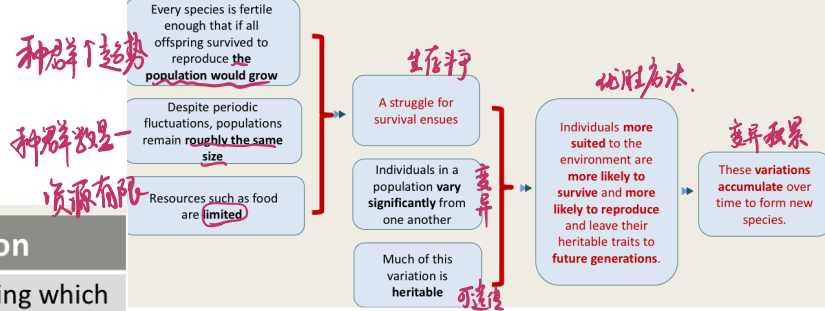 Every species is fertile
enough that if all
offspring survived to
reproduce the
population would grow
种群个趋势
Despite periodic
fluctuations, populations
remain roughly the same
size
种群数量一
Resources such as food
are limited
资源有限
生存斗争
A struggle for
survival ensues
Individuals in a
population vary
significantly from
one another
变异
Much of this
variation is
heritable
可遗传
优胜劣汰.
Individuals more
suited to the
environment are
more likely to
survive and more
likely to reproduce
and leave their
heritable traits to
future generations.
变异积累
These variations
accumulate over
time to form new
species.
on
ing which